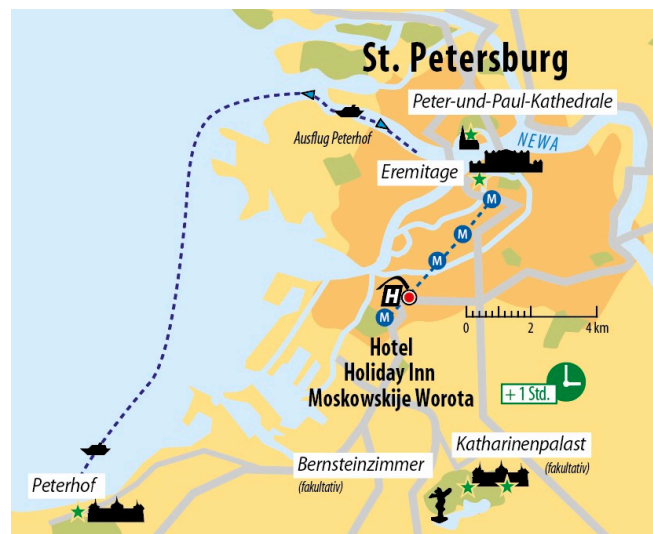 St. Petersburg
Peter-und-Paul-Kathedrale
Ausflug Peterhof
NEWA
Eremitage
M
M
M
H
M
0 2 4 km
Hotel
Holiday Inn
Moskowskije Worota
+ 1 Std.
Katharinenpalast
(fakultativ)
Bernsteinzimmer
(fakultativ)
Peterhof